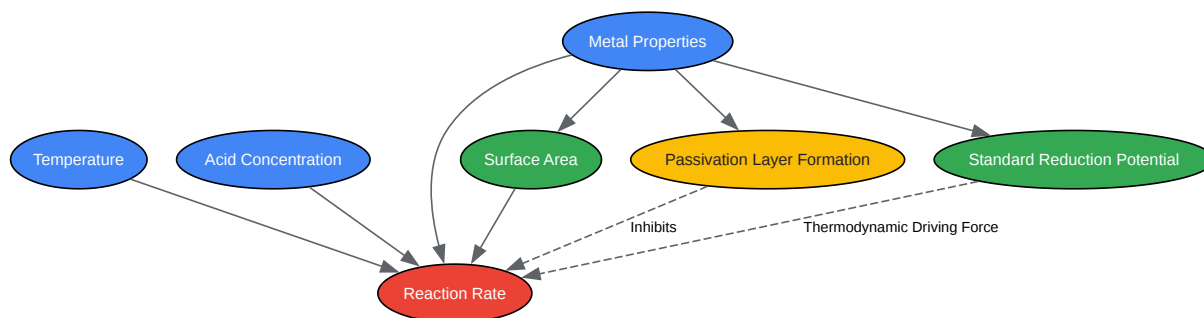 Metal Properties
Temperature
Acid Concentration
Surface Area
Passivation Layer Formation
Standard Reduction Potential
Inhibits
Thermodynamic Driving Force
Reaction Rate